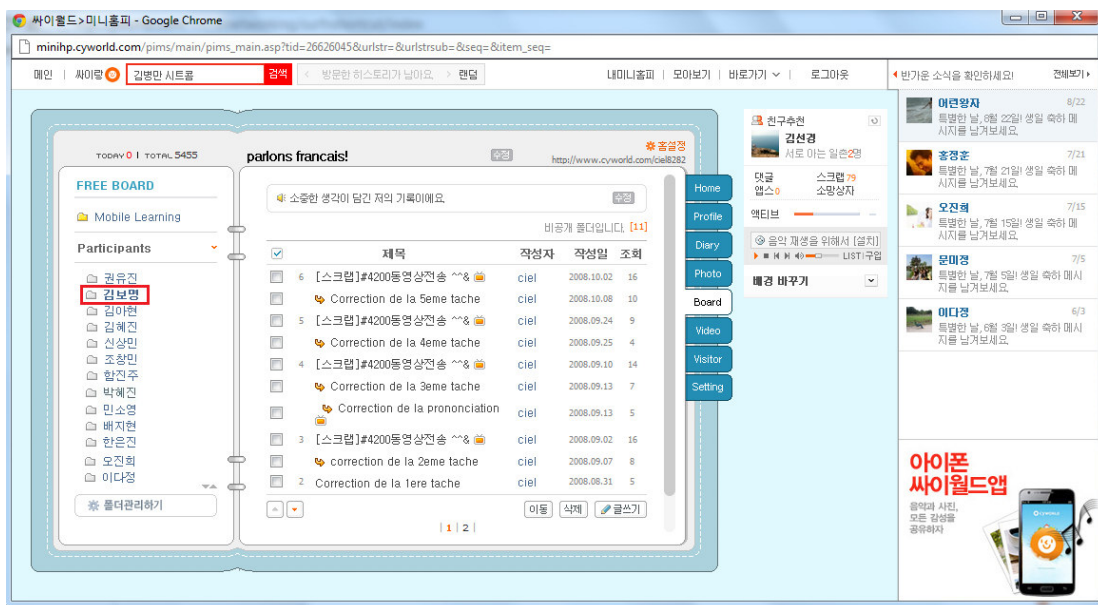 싸이월드>미니홈피 - Google Chrome
minihp.cyworld.com/pims/main/pims_main.asp?tid=26626045&urlstr=&urlstrsub=&seq=&item_seq=
메인 | 싸이랑 김병만 시트콤 검색 < 방문한 히스토리가 남아요. > 랜덤 내미니홈피 | 모아보기 | 바로가기 | 로그아웃
반가운 소식을 확인하세요! 전체보기
TODAY 0 | TOTAL 5455
parlons francais! 수정
홈설정
http://www.cyworld.com/ciel8282
FREE BOARD
Mobile Learning
Participants
권유진
김보명
김아현
김혜진
신상민
조창민
함진주
박혜진
민소영
배지현
한은진
오진희
이다정
폴더관리하기
소중한 생각이 담긴 저의 기록이에요. 수정
비공개 폴더입니다. [11]
제목 작성자 작성일 조회
6 [스크랩]#4200동영상전송 ^^& ciel 2008.10.02 16
Correction de la 5eme tache ciel 2008.10.08 10
5 [스크랩]#4200동영상전송 ^^& ciel 2008.09.24 9
Correction de la 4eme tache ciel 2008.09.25 4
4 [스크랩]#4200동영상전송 ^^& ciel 2008.09.10 14
Correction de la 3eme tache ciel 2008.09.13 7
Correction de la prononciation ciel 2008.09.13 5
3 [스크랩]#4200동영상전송 ^^& ciel 2008.09.02 16
correction de la 2eme tache ciel 2008.09.07 8
2 Correction de la 1ere tache ciel 2008.08.31 5
이동 삭제 글쓰기
| 1 | 2 |
Home
Profile
Diary
Photo
Board
Video
Visitor
Setting
친구추천
김선경
서로 아는 일촌2명
댓글 스크랩 79
앱스 0 소망상자
액티브
음악 재생을 위해서 [설치]
LIST|구입
배경 바꾸기
어린왕자 8/22
특별한 날, 8월 22일! 생일 축하 메
시지를 남겨보세요.
홍정훈 7/21
특별한 날, 7월 21일! 생일 축하 메
시지를 남겨보세요.
오진희 7/15
특별한 날, 7월 15일! 생일 축하 메
시지를 남겨보세요.
문미경 7/5
특별한 날, 7월 5일! 생일 축하 메시
지를 남겨보세요.
이다정 6/3
특별한 날, 6월 3일! 생일 축하 메시
지를 남겨보세요.
아이폰
싸이월드앱
음악과 사진,
모든 감성을
공유하자